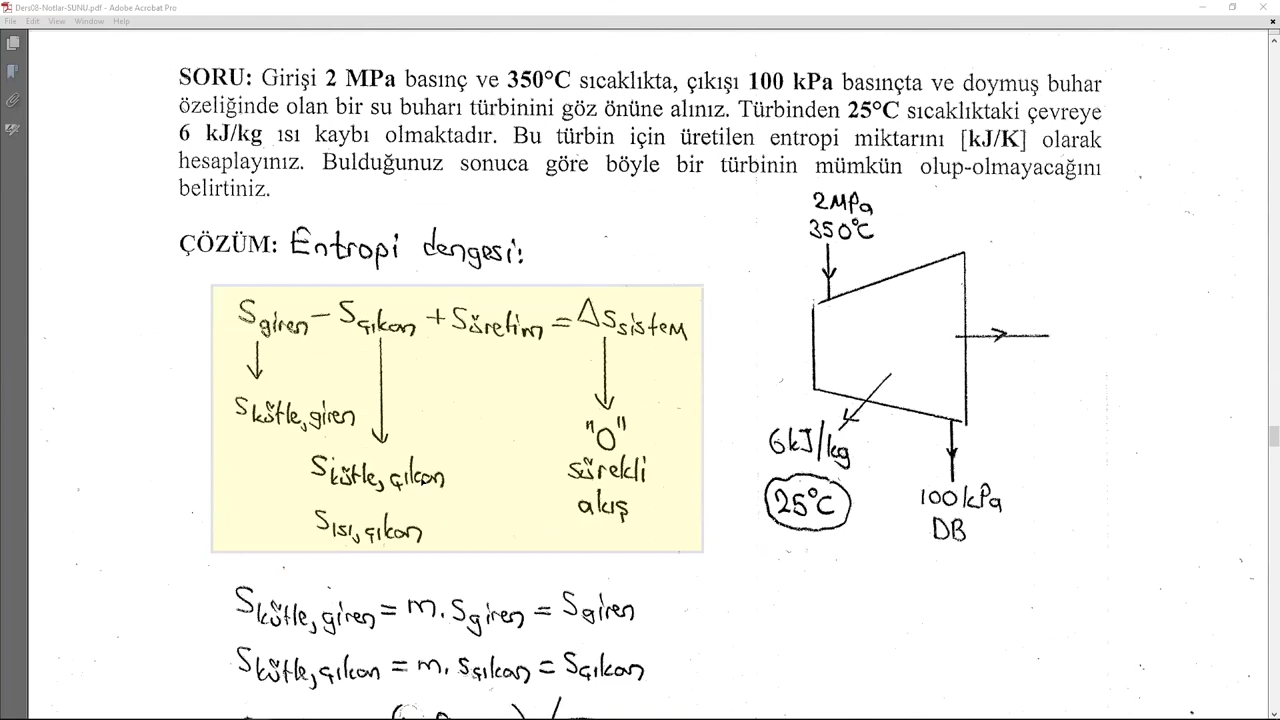 Ders08-Notlar-SUNU.pdf - Adobe Acrobat Pro
File Edit View Window Help
SORU: Girişi 2 MPa basınç ve 350°C sıcaklıkta, çıkışı 100 kPa basınçta ve doymuş buhar
özeliğinde olan bir su buharı türbinini göz önüne alınız. Türbinden 25°C sıcaklıktaki çevreye
6 kJ/kg ısı kaybı olmaktadır. Bu türbin için üretilen entropi miktarını [kJ/K] olarak
hesaplayınız. Bulduğunuz sonuca göre böyle bir türbinin mümkün olup-olmayacağını
belirtiniz.
ÇÖZÜM: Entropi dengesi:
2MPa
350°C
Sgiren - Sçıkan + Süretim = ΔSsistem
Skütle,giren
"0"
sürekli
akış
Skütle,çıkan
Sısı,çıkan
6kJ/kg
25°C
100kPa
DB
Skütle,giren = m.sgiren = sgiren
Skütle,çıkan = m.sçıkan = sçıkan